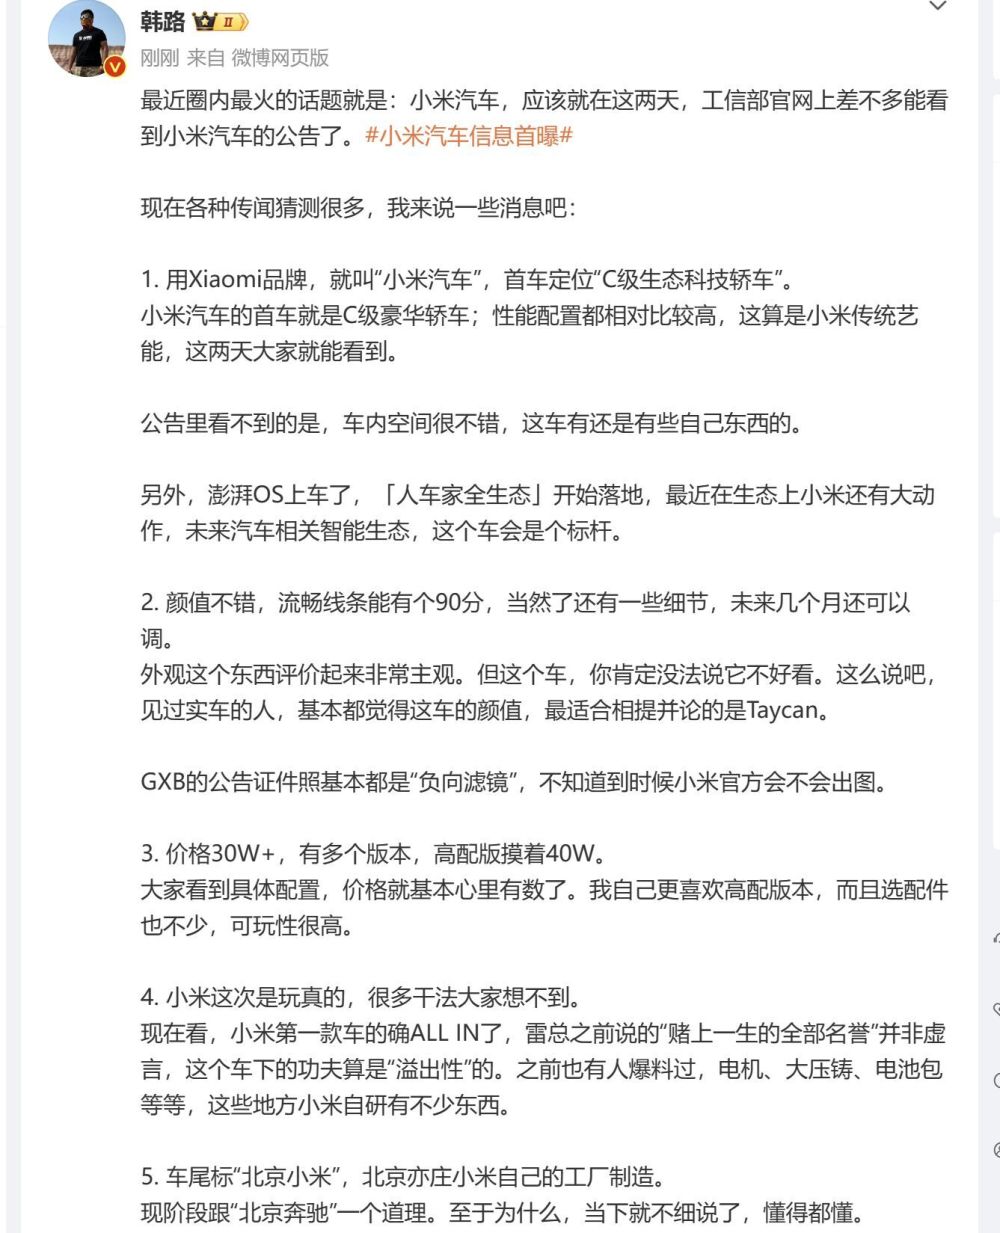 韩路 II
刚刚 来自 微博网页版
最近圈内最火的话题就是：小米汽车，应该就在这两天，工信部官网上差不多能看
到小米汽车的公告了。#小米汽车信息首曝#
现在各种传闻猜测很多，我来说一些消息吧：
1. 用Xiaomi品牌，就叫“小米汽车”，首车定位“C级生态科技轿车”。
小米汽车的首车就是C级豪华轿车；性能配置都相对比较高，这算是小米传统艺
能，这两天大家就能看到。
公告里看不到的是，车内空间很不错，这车有还是有些自己东西的。
另外，澎湃OS上车了，「人车家全生态」开始落地，最近在生态上小米还有大动
作，未来汽车相关智能生态，这个车会是个标杆。
2. 颜值不错，流畅线条能有个90分，当然了还有一些细节，未来几个月还可以
调。
外观这个东西评价起来非常主观。但这个车，你肯定没法说它不好看。这么说吧，
见过实车的人，基本都觉得这车的颜值，最适合相提并论的是Taycan。
GXB的公告证件照基本都是“负向滤镜”，不知道到时候小米官方会不会出图。
3. 价格30W+，有多个版本，高配版摸着40W。
大家看到具体配置，价格就基本心里有数了。我自己更喜欢高配版本，而且选配件
也不少，可玩性很高。
4. 小米这次是玩真的，很多干法大家想不到。
现在看，小米第一款车的确ALL IN了，雷总之前说的“赌上一生的全部名誉”并非虚
言，这个车下的功夫算是“溢出性”的。之前也有人爆料过，电机、大压铸、电池包
等等，这些地方小米自研有不少东西。
5. 车尾标“北京小米”，北京亦庄小米自己的工厂制造。
现阶段跟“北京奔驰”一个道理。至于为什么，当下就不细说了，懂得都懂。